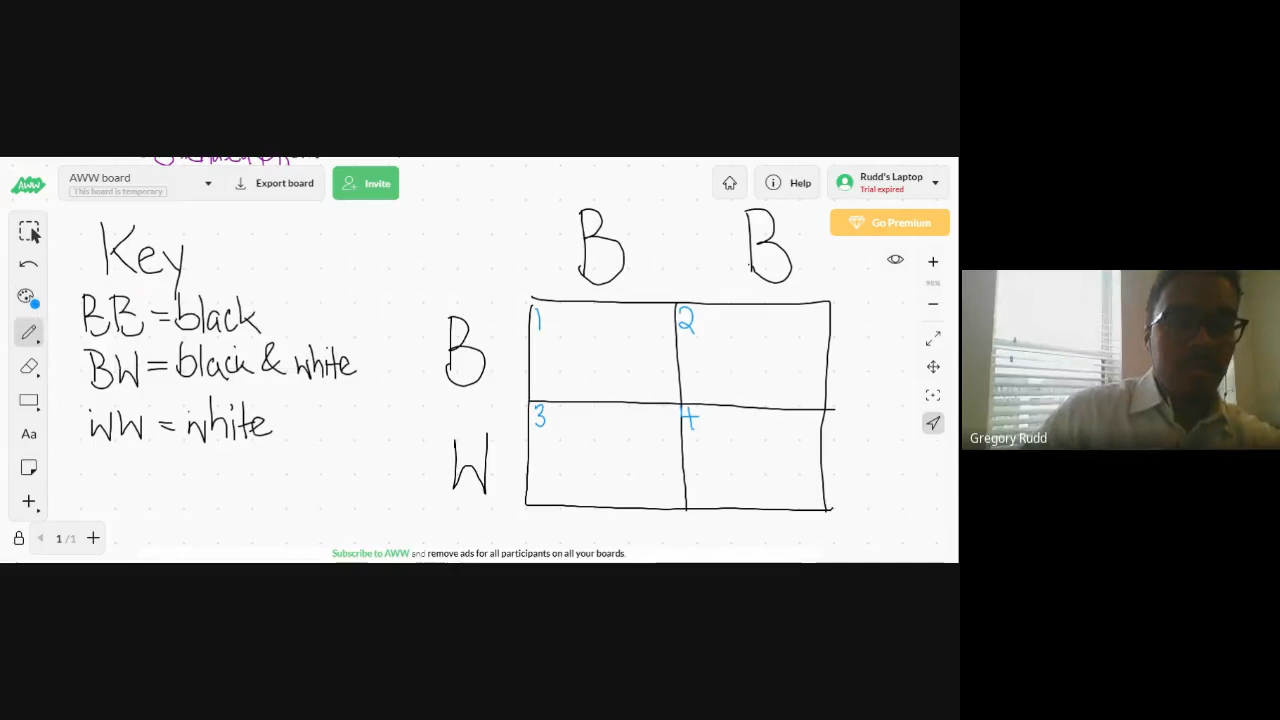 AWW board
This board is temporary
Export board
Invite
Help
Rudd's Laptop
Trial expired
Go Premium
AWW
Key
BB = black
BW = black & white
WW = white
B B
B
W
1 2
3 4
98%
Aa
1 / 1
Subscribe to AWW and remove ads for all participants on all your boards.
Gregory Rudd